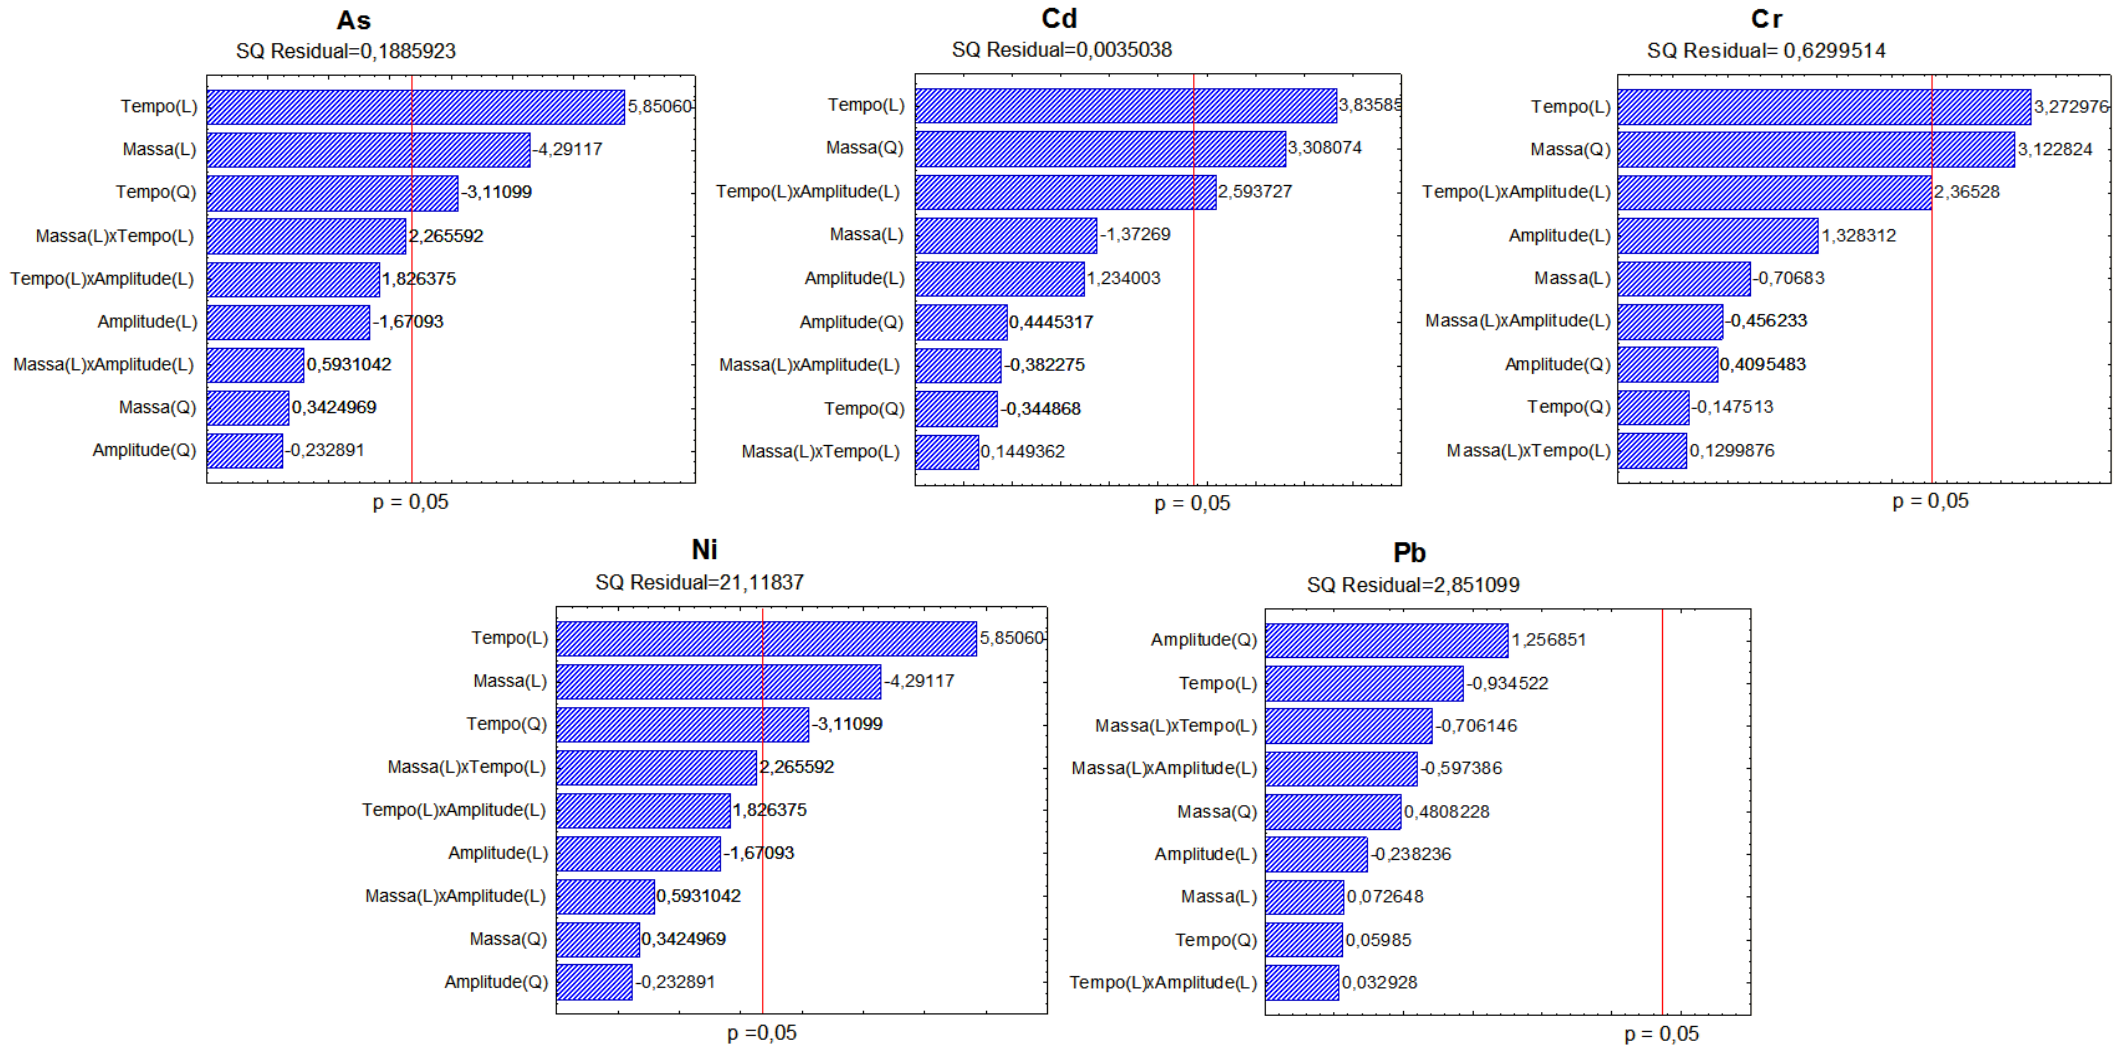 As
SQ Residual=0,1885923
Tempo(L)
5,85060
Massa(L)
-4,29117
Tempo(Q)
-3,11099
Massa(L)xTempo(L)
2,265592
Tempo(L)xAmplitude(L)
1,826375
Amplitude(L)
-1,67093
Massa(L)xAmplitude(L)
0,5931042
Massa(Q)
0,3424969
Amplitude(Q)
-0,232891
p = 0,05
Cd
SQ Residual=0,0035038
Tempo(L)
3,83585
Massa(Q)
3,308074
Tempo(L)xAmplitude(L)
2,593727
Massa(L)
-1,37269
Amplitude(L)
1,234003
Amplitude(Q)
0,4445317
Massa(L)xAmplitude(L)
-0,382275
Tempo(Q)
-0,344868
Massa(L)xTempo(L)
0,1449362
p = 0,05
Cr
SQ Residual= 0,6299514
Tempo(L)
3,272976
Massa(Q)
3,122824
Tempo(L)xAmplitude(L)
2,36528
Amplitude(L)
1,328312
Massa(L)
-0,70683
Massa(L)xAmplitude(L)
-0,456233
Amplitude(Q)
0,4095483
Tempo(Q)
-0,147513
Massa(L)xTempo(L)
0,1299876
p = 0,05
Ni
SQ Residual=21,11837
Tempo(L)
5,85060
Massa(L)
-4,29117
Tempo(Q)
-3,11099
Massa(L)xTempo(L)
2,265592
Tempo(L)xAmplitude(L)
1,826375
Amplitude(L)
-1,67093
Massa(L)xAmplitude(L)
0,5931042
Massa(Q)
0,3424969
Amplitude(Q)
-0,232891
p =0,05
Pb
SQ Residual=2,851099
Amplitude(Q)
1,256851
Tempo(L)
-0,934522
Massa(L)xTempo(L)
-0,706146
Massa(L)xAmplitude(L)
-0,597386
Massa(Q)
0,4808228
Amplitude(L)
-0,238236
Massa(L)
0,072648
Tempo(Q)
0,05985
Tempo(L)xAmplitude(L)
0,032928
p = 0,05